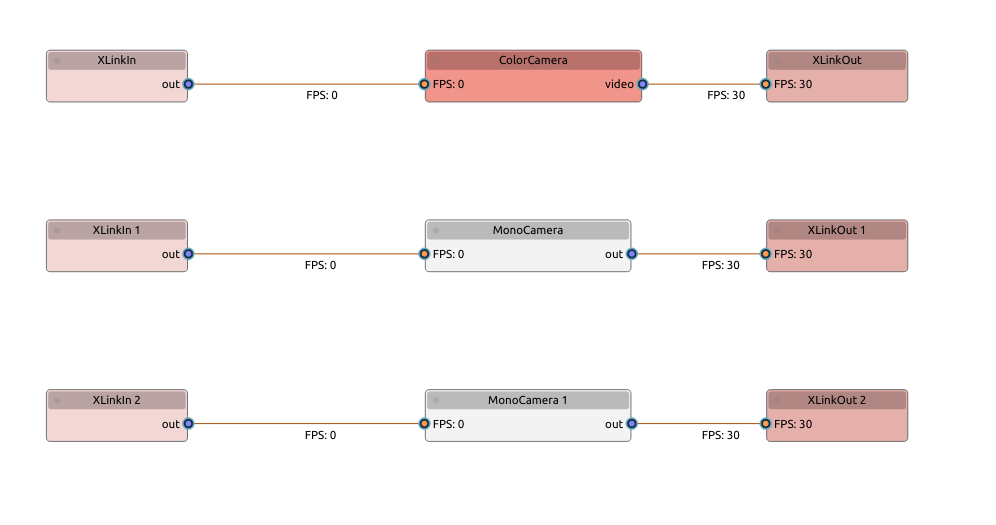 XLinkIn
out
FPS: 0
ColorCamera
FPS: 0
video
FPS: 30
XLinkOut
FPS: 30
XLinkIn 1
out
FPS: 0
MonoCamera
FPS: 0
out
FPS: 30
XLinkOut 1
FPS: 30
XLinkIn 2
out
FPS: 0
MonoCamera 1
FPS: 0
out
FPS: 30
XLinkOut 2
FPS: 30